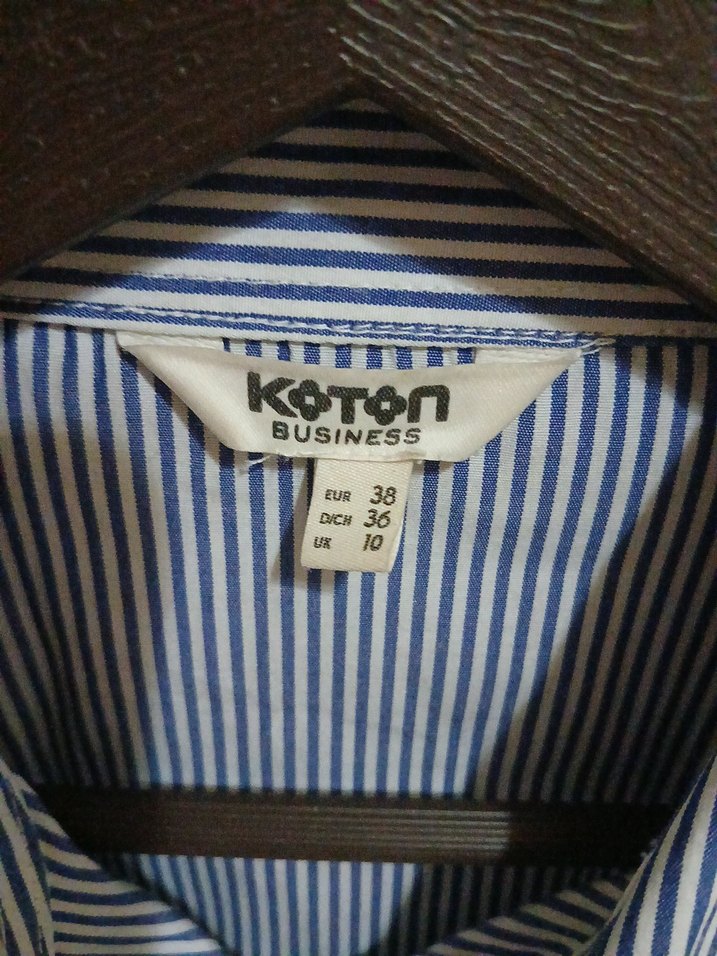 KOTON
BUSINESS
EUR 38
D/CH 36
UK 10